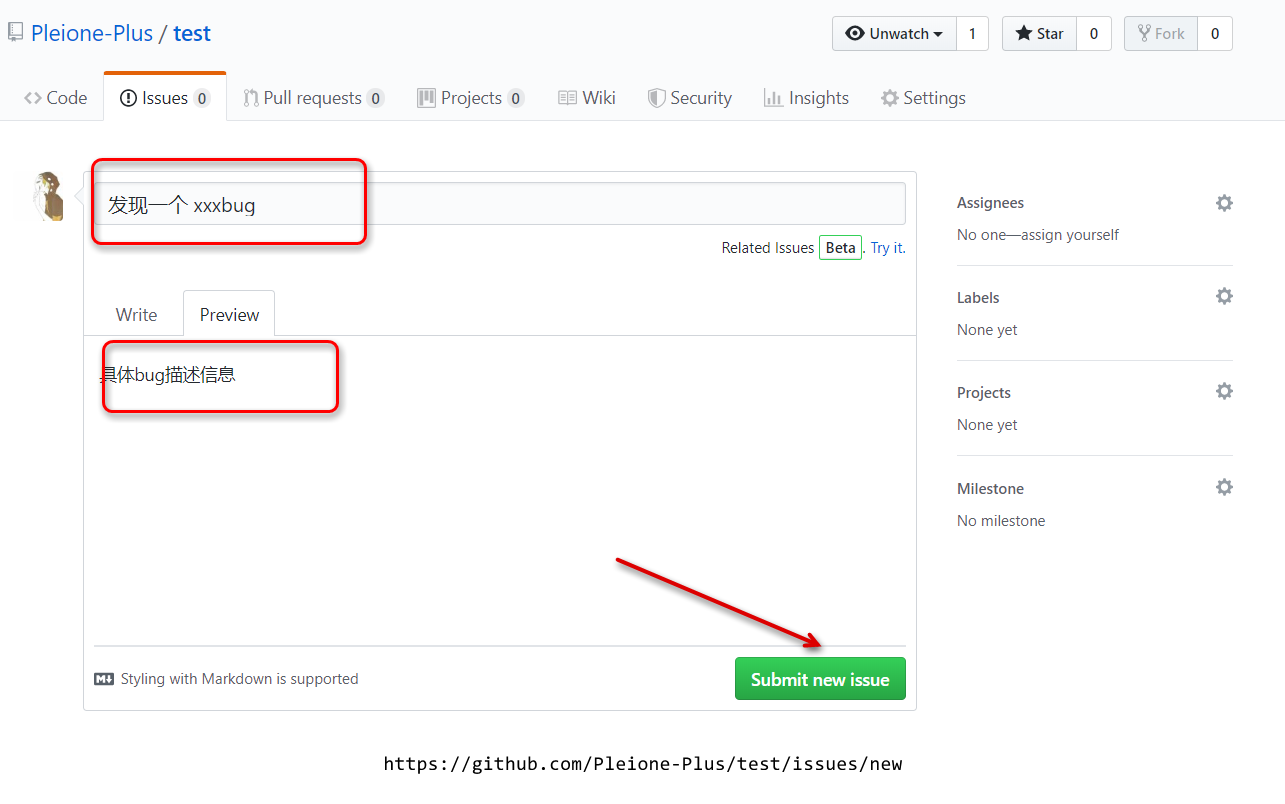 Pleione-Plus / test
Unwatch 1 Star 0 Fork 0
Code Issues 0 Pull requests 0 Projects 0 Wiki Security Insights Settings
发现一个 xxxbug
Related Issues Beta. Try it.
Write Preview
具体bug描述信息
Styling with Markdown is supported
Submit new issue
Assignees
No one—assign yourself
Labels
None yet
Projects
None yet
Milestone
No milestone
https://github.com/Pleione-Plus/test/issues/new